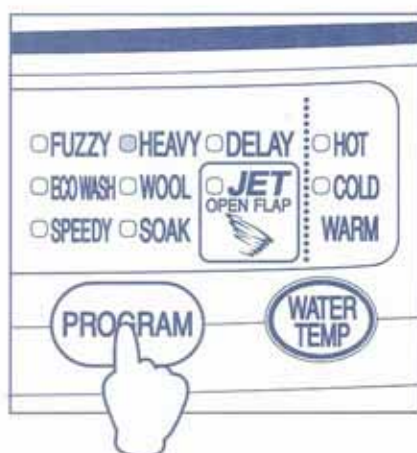 FUZZY HEAVY DELAY HOT
ECO WASH WOOL JET COLD
OPEN FLAP
SPEEDY SOAK WARM
PROGRAM WATER
TEMP